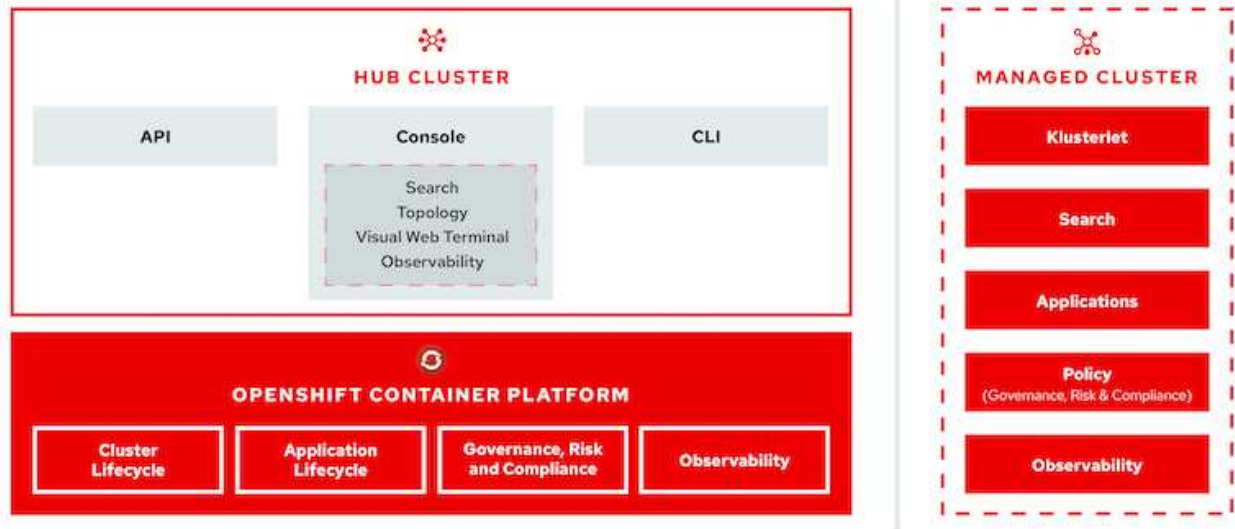 HUB CLUSTER
API
Console
Search
Topology
Visual Web Terminal
Observability
CLI
OPENSHIFT CONTAINER PLATFORM
Cluster
Lifecycle
Application
Lifecycle
Governance, Risk
and Compliance
Observability
MANAGED CLUSTER
Klusterlet
Search
Applications
Policy
(Governance, Risk & Compliance)
Observability